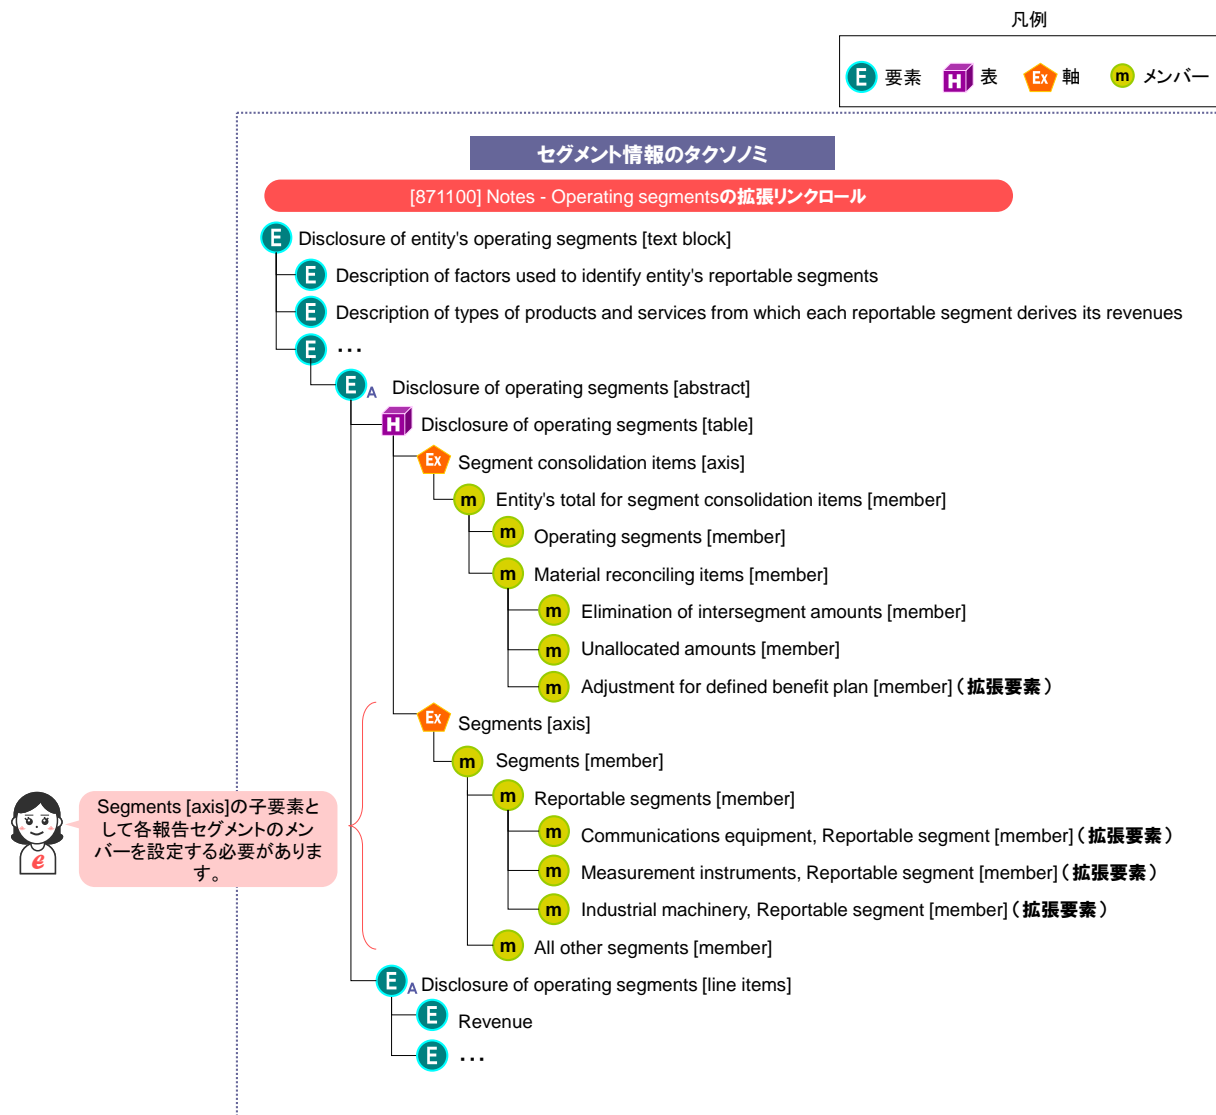 凡例
E 要素 H 表 Ex 軸 m メンバー
セグメント情報のタクソノミ
[871100] Notes - Operating segmentsの拡張リンクロール
E Disclosure of entity's operating segments [text block]
E Description of factors used to identify entity's reportable segments
E Description of types of products and services from which each reportable segment derives its revenues
E ・・・
E A Disclosure of operating segments [abstract]
H Disclosure of operating segments [table]
Ex Segment consolidation items [axis]
m Entity's total for segment consolidation items [member]
m Operating segments [member]
m Material reconciling items [member]
m Elimination of intersegment amounts [member]
m Unallocated amounts [member]
m Adjustment for defined benefit plan [member]（拡張要素）
Ex Segments [axis]
m Segments [member]
m Reportable segments [member]
m Communications equipment, Reportable segment [member]（拡張要素）
m Measurement instruments, Reportable segment [member]（拡張要素）
m Industrial machinery, Reportable segment [member]（拡張要素）
m All other segments [member]
E A Disclosure of operating segments [line items]
E Revenue
E ・・・
Segments [axis]の子要素と
して各報告セグメントのメン
バーを設定する必要がありま
す。
e